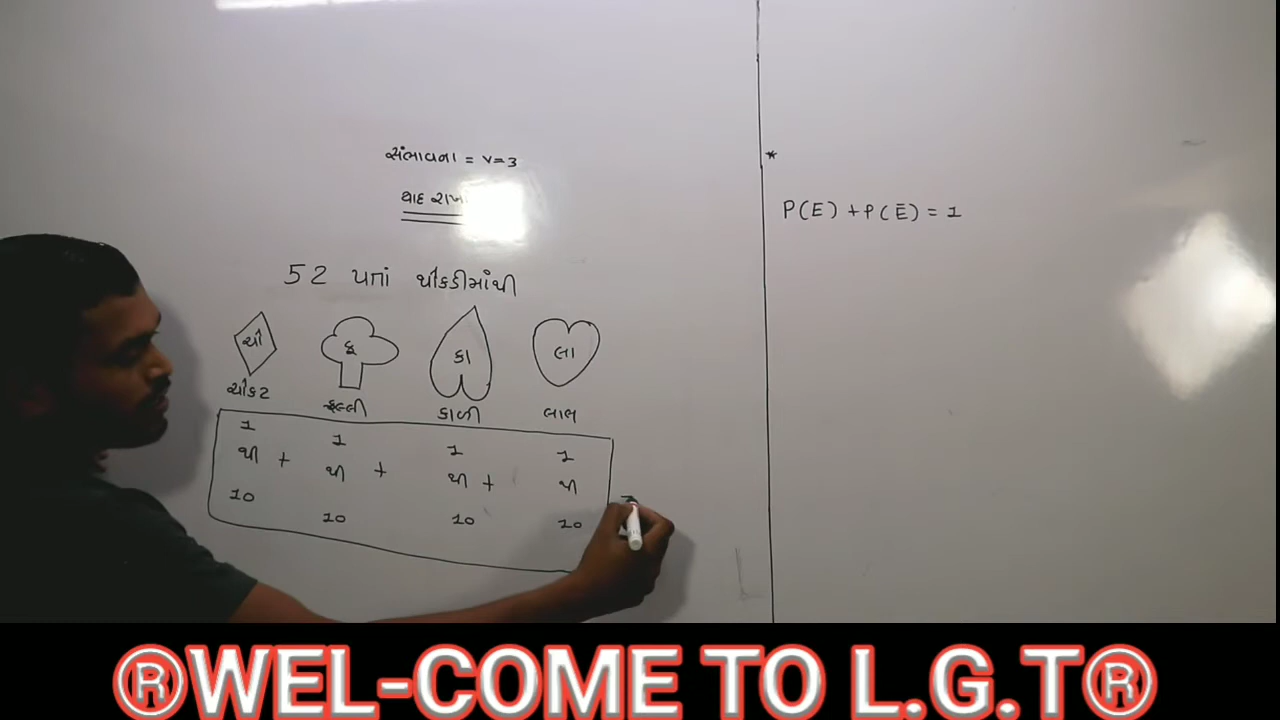 સંભાવના = v=3
યાદ રાખ
52 પત્તાં થોકડીમાંથી
ચો ફૂ કા લા
ચોકટ ફુલ્લી કાળી લાલ
1 1 1 1
થી + થી + થી + થી
10 10 10 10
*
P(E) + P(Ē) = 1
®WEL-COME TO L.G.T®